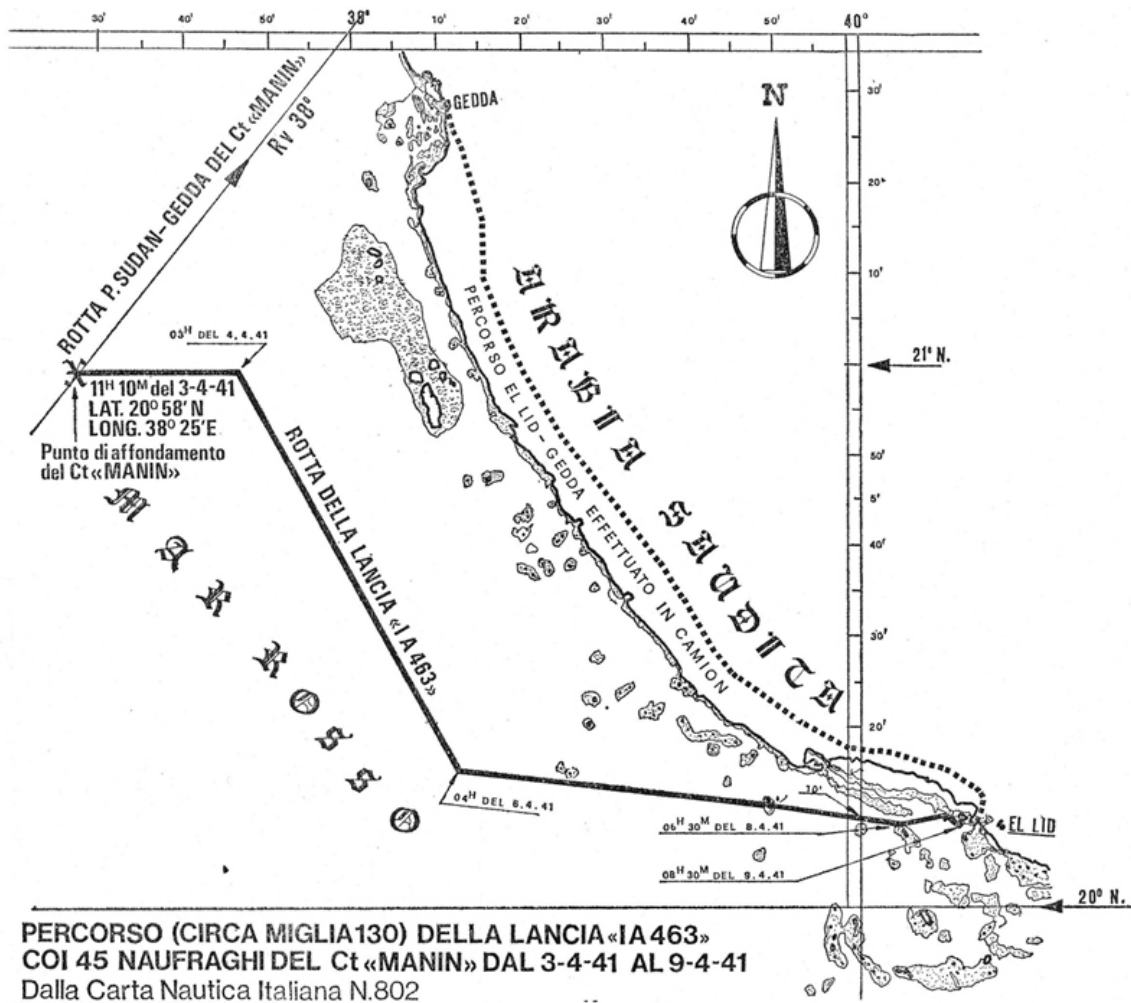 30' 40' 50' 38° 10' 20' 30' 40' 50' 40°
ROTTA P. SUDAN-GEDDA DEL Ct «MANIN»
Rv 38°
GEDDA
N
30'
20'
10'
21° N.
50'
5'
40'
30'
20'
10'
20° N.
ARABIA SAUDITA
PERCORSO EL LID-GEDDA EFFETTUATO IN CAMION
03H DEL 4.4.41
11H 10M del 3-4-41
LAT. 20° 58' N
LONG. 38° 25'E.
Punto di affondamento
del Ct «MANIN»
ROTTA DELLA LANCIA «IA 463»
MAR ROSSO
04H DEL 6.4.41
06H 30M DEL 8.4.41
08H 30M DEL 9.4.41
EL LID
PERCORSO (CIRCA MIGLIA 130) DELLA LANCIA «IA 463»
COI 45 NAUFRAGHI DEL Ct «MANIN» DAL 3-4-41 AL 9-4-41
Dalla Carta Nautica Italiana N.802